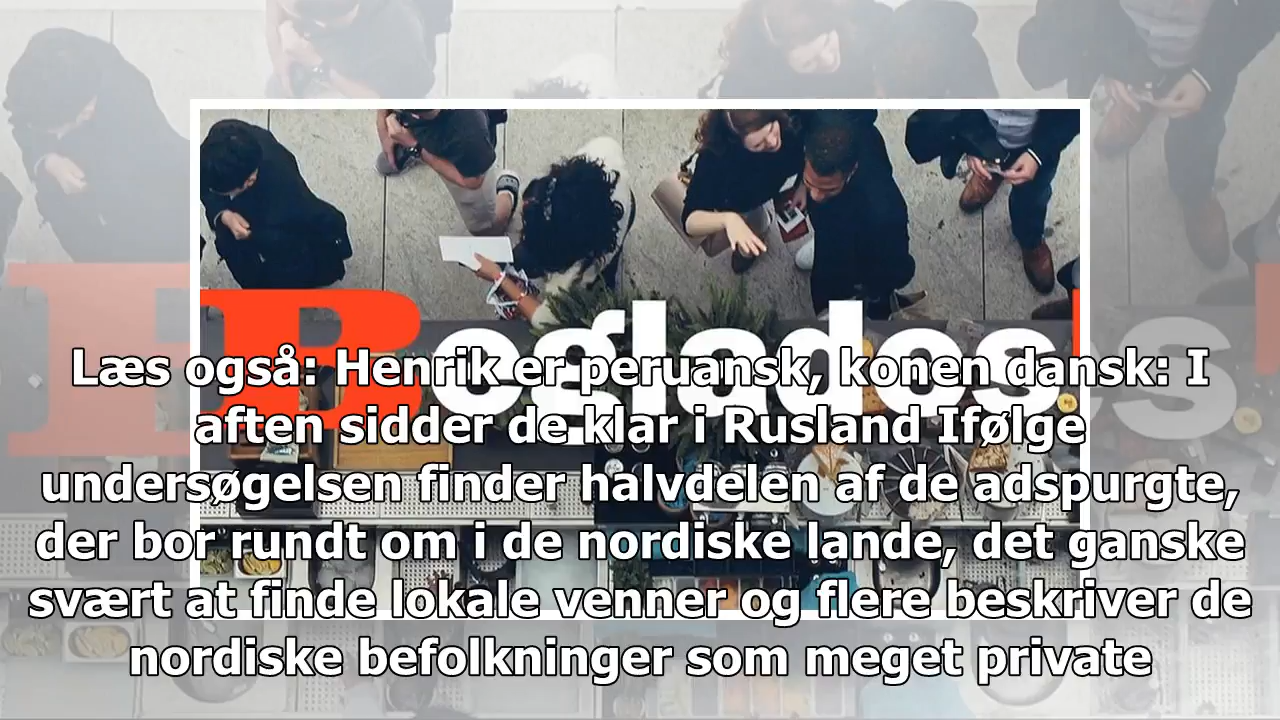 Beglados
es
Læs også: Henrik er peruansk, konen dansk: I
aften sidder de klar i Rusland Ifølge
undersøgelsen finder halvdelen af de adspurgte,
der bor rundt om i de nordiske lande, det ganske
svært at finde lokale venner og flere beskriver de
nordiske befolkninger som meget private